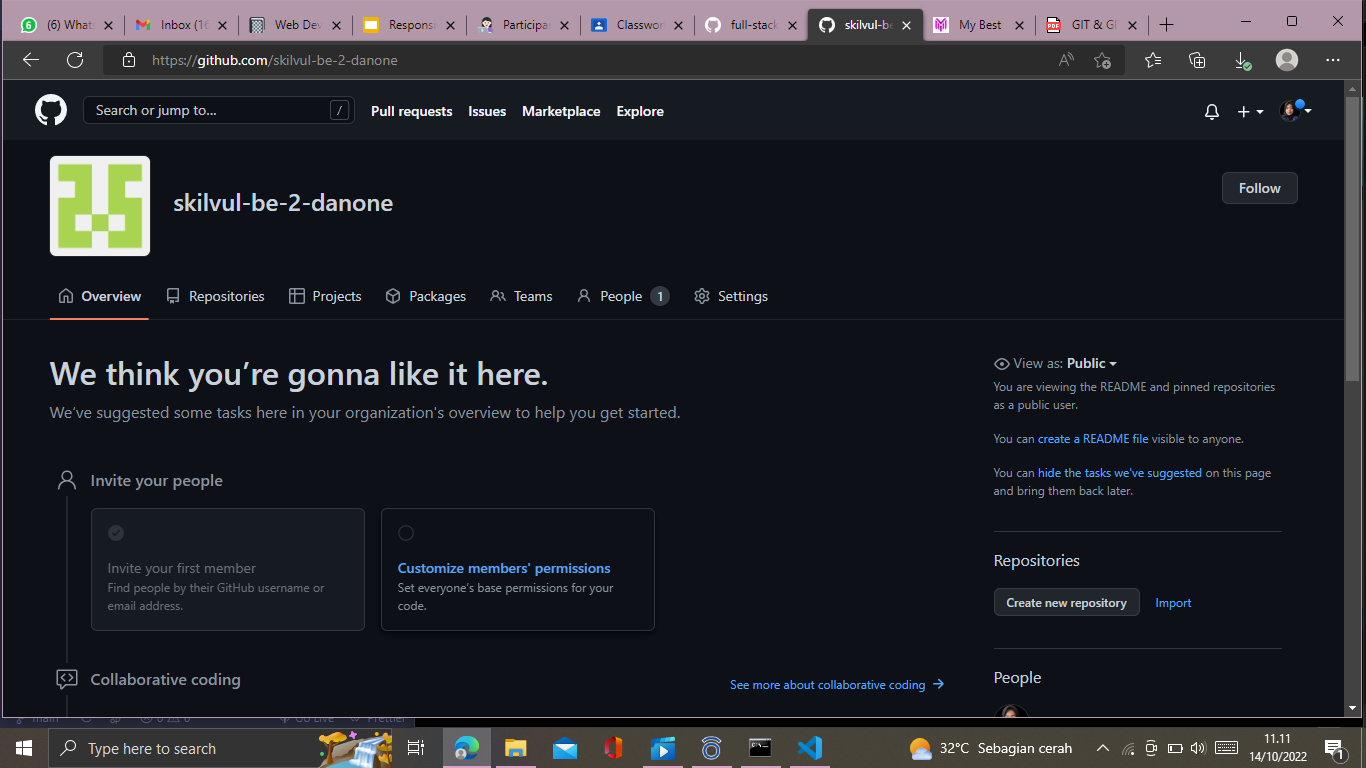 (6) Whats
Inbox (16
Web Dev
Respons
Participa
Classwor
full-stack
skilvul-be
My Best
GIT & G
https://github.com/skilvul-be-2-danone
Search or jump to...
/
Pull requests
Issues
Marketplace
Explore
skilvul-be-2-danone
Follow
Overview
Repositories
Projects
Packages
Teams
People 1
Settings
We think you’re gonna like it here.
We’ve suggested some tasks here in your organization's overview to help you get started.
View as: Public
You are viewing the README and pinned repositories
as a public user.
You can create a README file visible to anyone.
You can hide the tasks we've suggested on this page
and bring them back later.
Invite your people
Invite your first member
Find people by their GitHub username or
email address.
Customize members' permissions
Set everyone’s base permissions for your
code.
Repositories
Create new repository
Import
Collaborative coding
See more about collaborative coding
People
main
0
0
Go Live
Prettier
Type here to search
32°C Sebagian cerah
11.11
14/10/2022
1